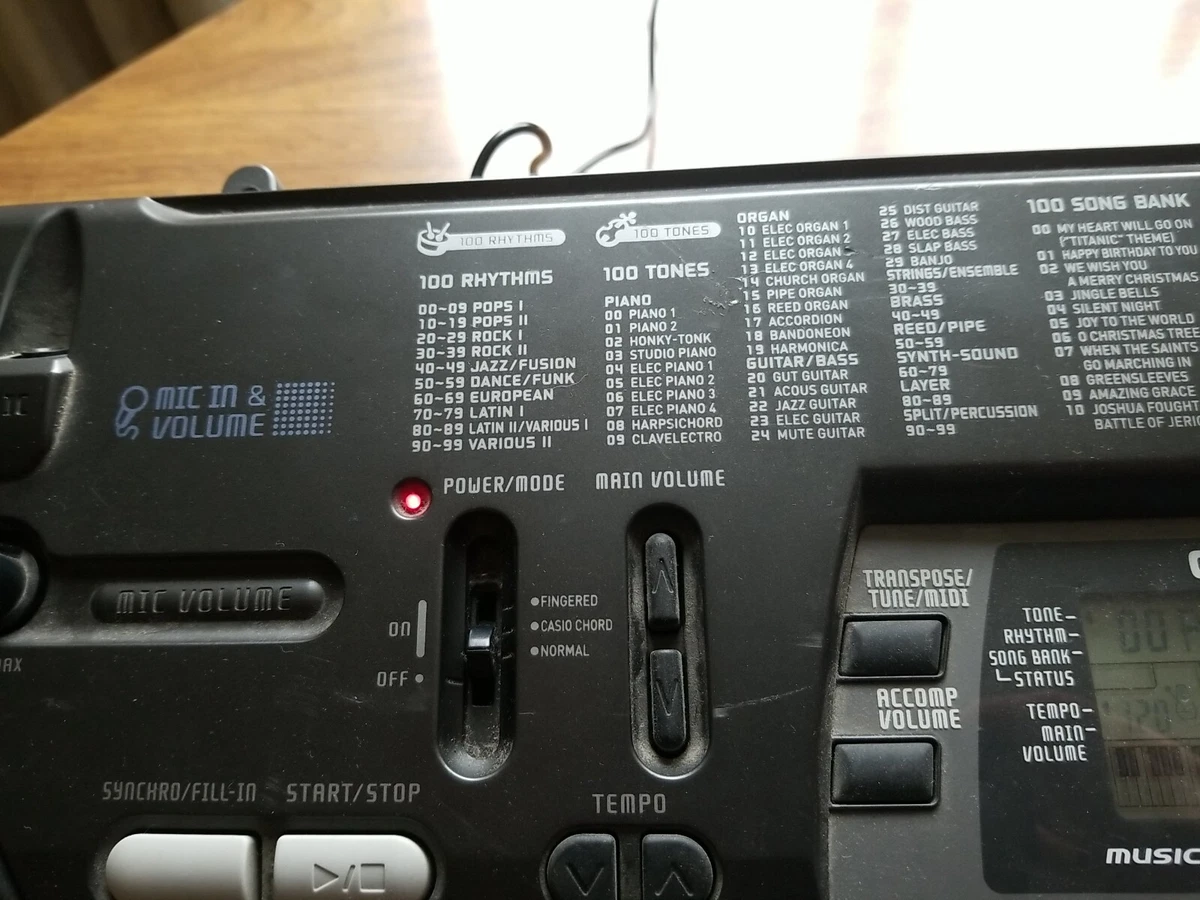 100 RHYTHMS
100 RHYTHMS
00~09 POPS I
10~19 POPS II
20~29 ROCK I
30~39 ROCK II
40~49 JAZZ/FUSION
50~59 DANCE/FUNK
60~69 EUROPEAN
70~79 LATIN I
80~89 LATIN II/VARIOUS I
90~99 VARIOUS II
100 TONES
100 TONES
PIANO
00 PIANO 1
01 PIANO 2
02 HONKY-TONK
03 STUDIO PIANO
04 ELEC PIANO 1
05 ELEC PIANO 2
06 ELEC PIANO 3
07 ELEC PIANO 4
08 HARPSICHORD
09 CLAVELECTRO
ORGAN
10 ELEC ORGAN 1
11 ELEC ORGAN 2
12 ELEC ORGAN
13 ELEC ORGAN 4
14 CHURCH ORGAN
15 PIPE ORGAN
16 REED ORGAN
17 ACCORDION
18 BANDONEON
19 HARMONICA
GUITAR/BASS
20 GUT GUITAR
21 ACOUS GUITAR
22 JAZZ GUITAR
23 ELEC GUITAR
24 MUTE GUITAR
25 DIST GUITAR
26 WOOD BASS
27 ELEC BASS
28 SLAP BASS
29 BANJO
STRINGS/ENSEMBLE
30~39
BRASS
40~49
REED/PIPE
50~59
SYNTH-SOUND
60~79
LAYER
80~89
SPLIT/PERCUSSION
90~99
100 SONG BANK
00 MY HEART WILL GO ON
("TITANIC" THEME)
01 HAPPY BIRTHDAY TO YOU
02 WE WISH YOU
A MERRY CHRISTMAS
03 JINGLE BELLS
04 SILENT NIGHT
05 JOY TO THE WORLD
06 O CHRISTMAS TREE
07 WHEN THE SAINTS
GO MARCHING IN
08 GREENSLEEVES
09 AMAZING GRACE
10 JOSHUA FOUGHT
BATTLE OF JERIC
II
MIC IN &
VOLUME
POWER/MODE
MAIN VOLUME
MIC VOLUME
AX
ON
OFF
FINGERED
CASIO CHORD
NORMAL
TRANSPOSE/
TUNE/MIDI
ACCOMP
VOLUME
TONE
RHYTHM
SONG BANK
STATUS
TEMPO
MAIN
VOLUME
00
120
MUSIC
SYNCHRO/FILL-IN
START/STOP
TEMPO